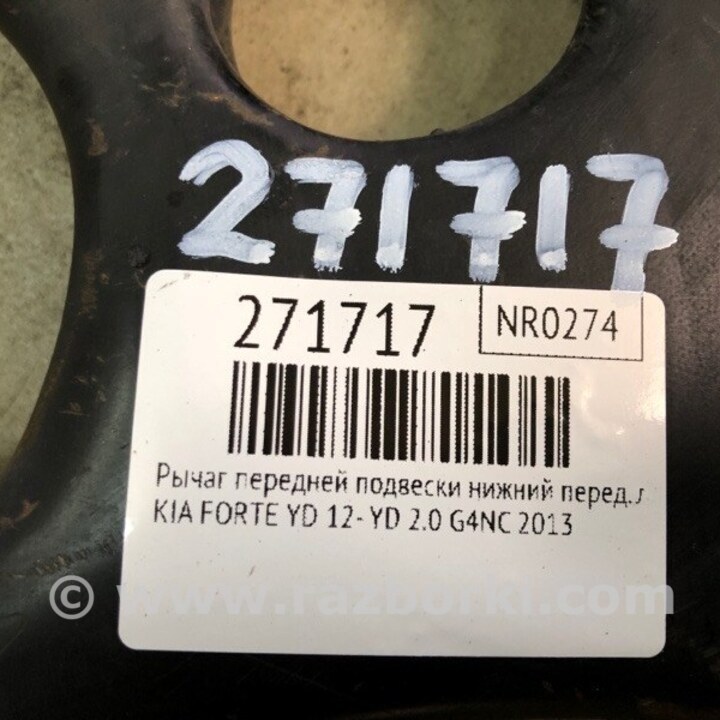 271717
271717 NR0274
Рычаг передней подвески нижний перед.л
KIA FORTE YD 12- YD 2.0 G4NC 2013
© www.razborki.com